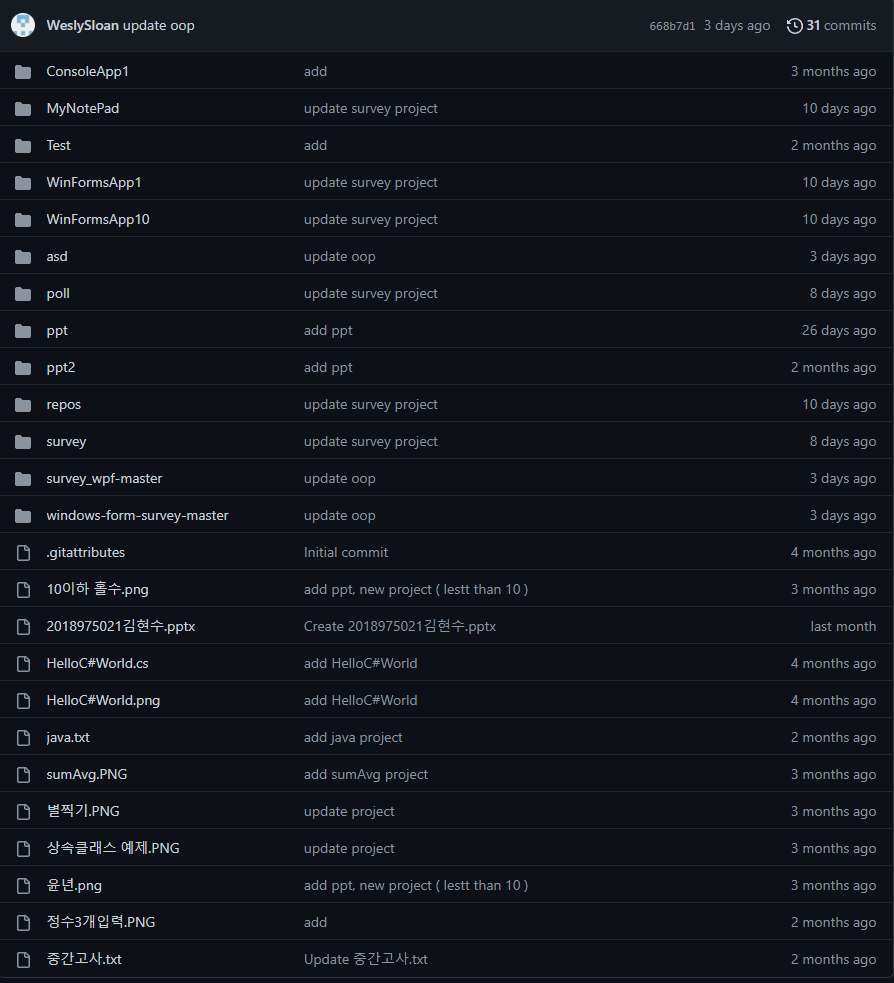 WeslySloan update oop 668b7d1 3 days ago 31 commits
ConsoleApp1 add 3 months ago
MyNotePad update survey project 10 days ago
Test add 2 months ago
WinFormsApp1 update survey project 10 days ago
WinFormsApp10 update survey project 10 days ago
asd update oop 3 days ago
poll update survey project 8 days ago
ppt add ppt 26 days ago
ppt2 add ppt 2 months ago
repos update survey project 10 days ago
survey update survey project 8 days ago
survey_wpf-master update oop 3 days ago
windows-form-survey-master update oop 3 days ago
.gitattributes Initial commit 4 months ago
10이하 홀수.png add ppt, new project ( lestt than 10 ) 3 months ago
2018975021김현수.pptx Create 2018975021김현수.pptx last month
HelloC#World.cs add HelloC#World 4 months ago
HelloC#World.png add HelloC#World 4 months ago
java.txt add java project 2 months ago
sumAvg.PNG add sumAvg project 3 months ago
별찍기.PNG update project 3 months ago
상속클래스 예제.PNG update project 3 months ago
윤년.png add ppt, new project ( lestt than 10 ) 3 months ago
정수3개입력.PNG add 2 months ago
중간고사.txt Update 중간고사.txt 2 months ago